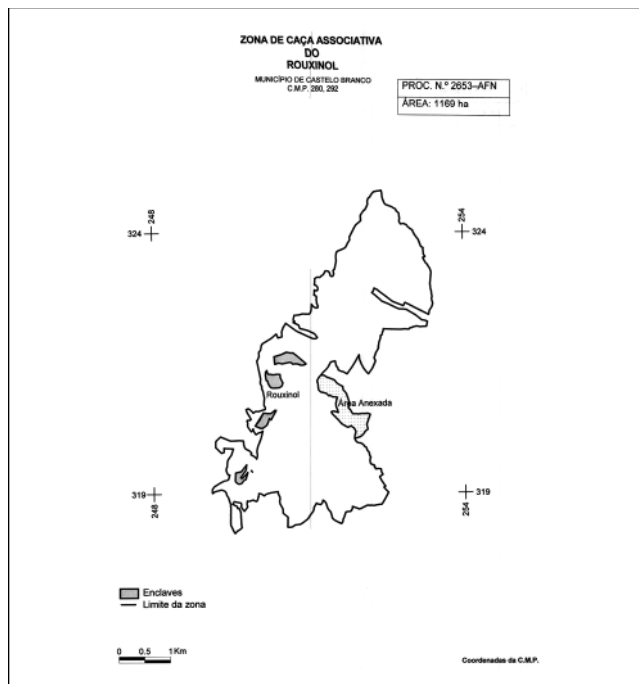 ZONA DE CAÇA ASSOCIATIVA
DO
ROUXINOL
MUNICÍPIO DE CASTELO BRANCO
C.M.P. 280, 292
PROC. N.º 2653–AFN
ÁREA: 1169 ha
248
324
254
324
Rouxinol
Área Anexada
319
248
319
254
Enclaves
Limite da zona
0 0.5 1Km
Coordenadas da C.M.P.